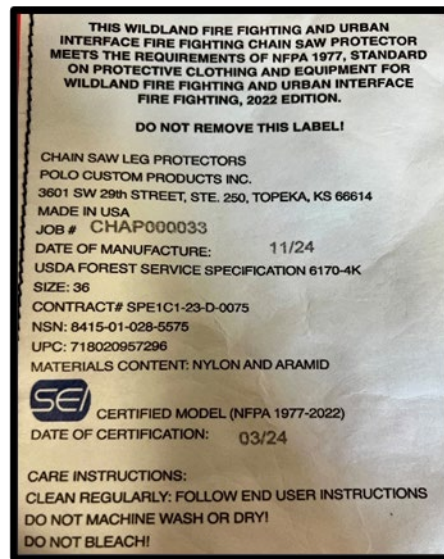 THIS WILDLAND FIRE FIGHTING AND URBAN
INTERFACE FIRE FIGHTING CHAIN SAW PROTECTOR
MEETS THE REQUIREMENTS OF NFPA 1977, STANDARD
ON PROTECTIVE CLOTHING AND EQUIPMENT FOR
WILDLAND FIRE FIGHTING AND URBAN INTERFACE
FIRE FIGHTING, 2022 EDITION.
DO NOT REMOVE THIS LABEL!
CHAIN SAW LEG PROTECTORS
POLO CUSTOM PRODUCTS INC.
3601 SW 29th STREET, STE. 250, TOPEKA, KS 66614
MADE IN USA
JOB # CHAP000033
DATE OF MANUFACTURE: 11/24
USDA FOREST SERVICE SPECIFICATION 6170-4K
SIZE: 36
CONTRACT# SPE1C1-23-D-0075
NSN: 8415-01-028-5575
UPC: 718020957296
MATERIALS CONTENT: NYLON AND ARAMID
SEI CERTIFIED MODEL (NFPA 1977-2022)
DATE OF CERTIFICATION: 03/24
CARE INSTRUCTIONS:
CLEAN REGULARLY: FOLLOW END USER INSTRUCTIONS
DO NOT MACHINE WASH OR DRY!
DO NOT BLEACH!